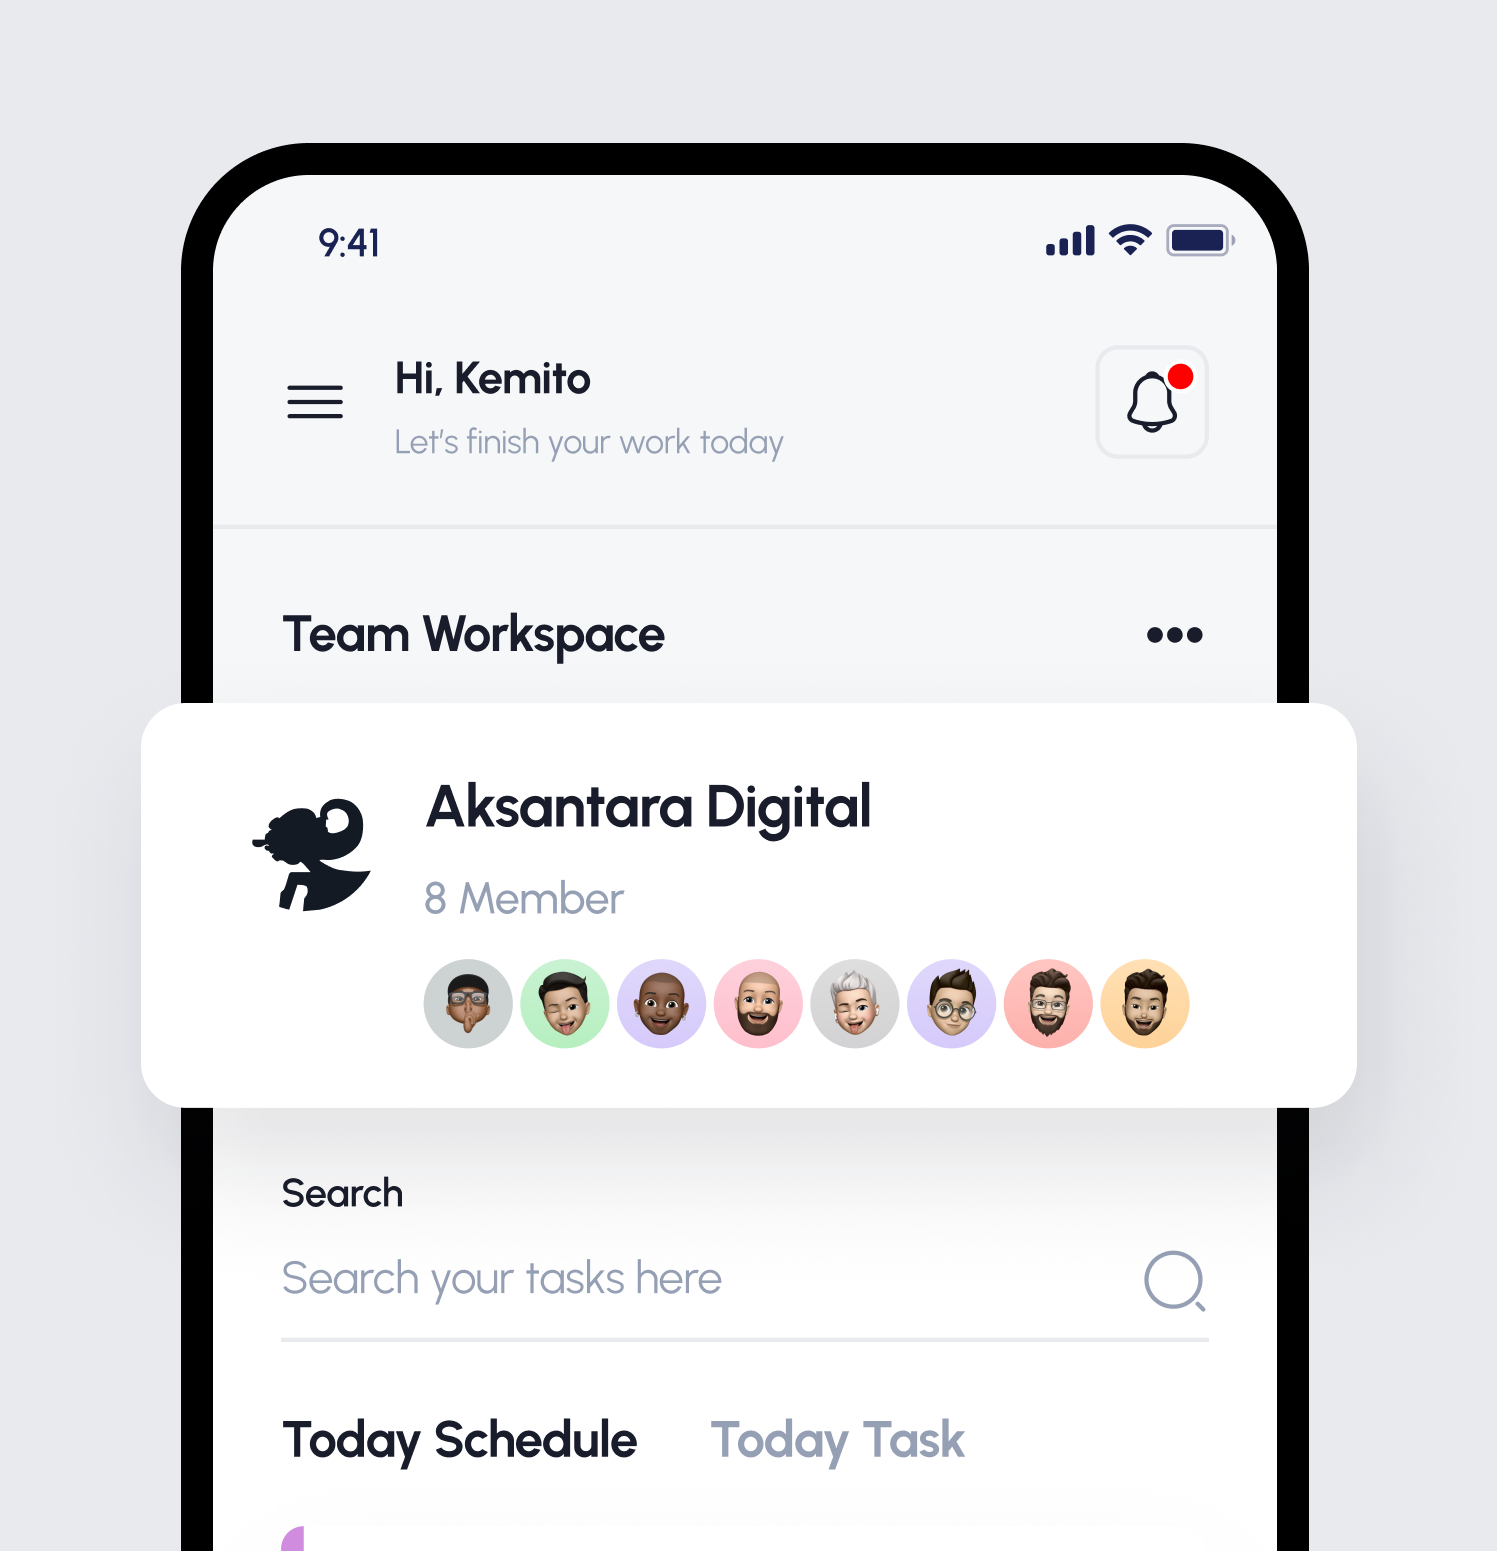 9:41
Hi, Kemito
Let's finish your work today
Team Workspace
Aksantara Digital
8 Member
Search
Search your tasks here
Today Schedule
Today Task